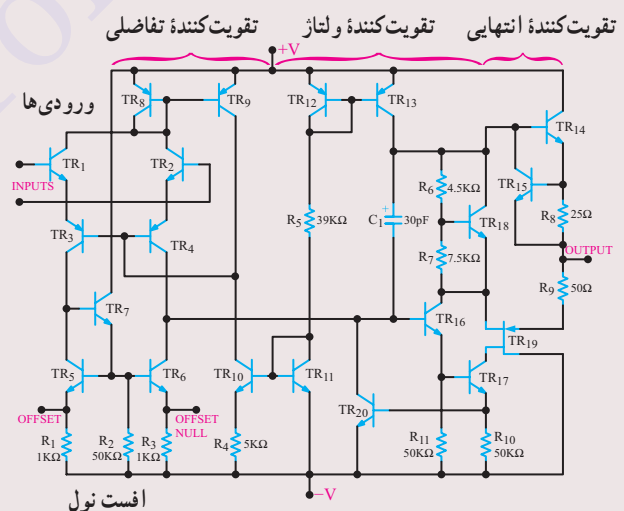 تقویت‌کنندهٔ تفاضلی
تقویت‌کنندهٔ ولتاژ
تقویت‌کنندهٔ انتهایی
+V
ورودی‌ها
TR8
TR9
TR12
TR13
TR14
TR1
TR2
INPUTS
TR15
R6 4.5KΩ
R5 39KΩ
C1 + 30pF
TR18
R8 25Ω
TR3
TR4
R7 7.5KΩ
OUTPUT
R9 50Ω
TR7
TR16
TR19
TR5
TR6
TR10
TR11
TR17
TR20
OFFSET
OFFSET
NULL
R1
1KΩ
R2
50KΩ
R3
1KΩ
R4 5KΩ
R11
50KΩ
R10
50KΩ
–V
افست نول